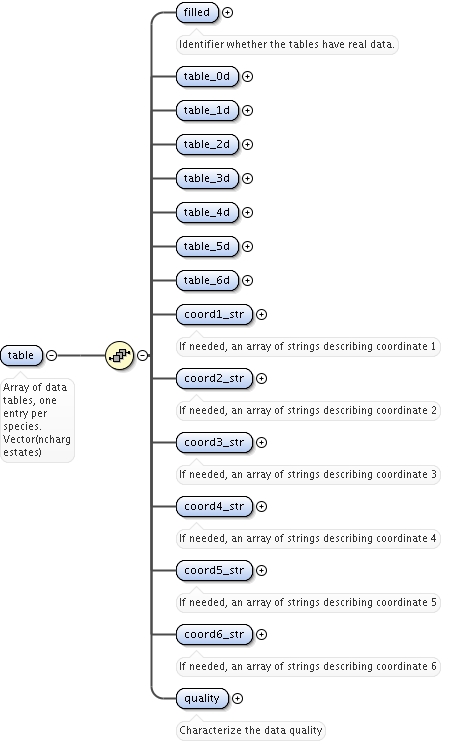 filled
Identifier whether the tables have real data.
table_0d
table_1d
table_2d
table_3d
table_4d
table_5d
table_6d
coord1_str
If needed, an array of strings describing coordinate 1
table
Array of data
tables, one
entry per
species.
Vector(ncharg
estates)
coord2_str
If needed, an array of strings describing coordinate 2
coord3_str
If needed, an array of strings describing coordinate 3
coord4_str
If needed, an array of strings describing coordinate 4
coord5_str
If needed, an array of strings describing coordinate 5
coord6_str
If needed, an array of strings describing coordinate 6
quality
Characterize the data quality